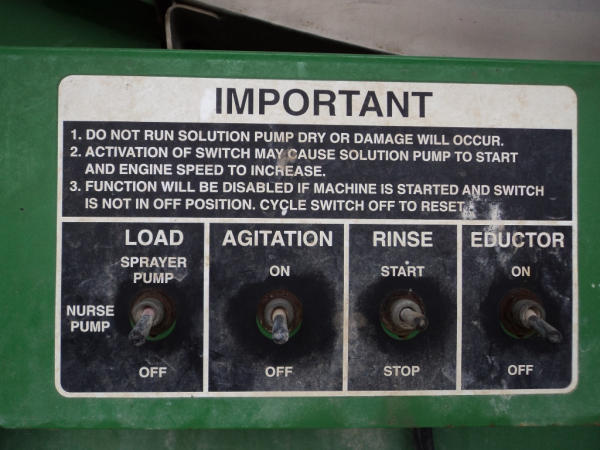 IMPORTANT
1. DO NOT RUN SOLUTION PUMP DRY OR DAMAGE WILL OCCUR.
2. ACTIVATION OF SWITCH MAY CAUSE SOLUTION PUMP TO START
AND ENGINE SPEED TO INCREASE.
3. FUNCTION WILL BE DISABLED IF MACHINE IS STARTED AND SWITCH
IS NOT IN OFF POSITION. CYCLE SWITCH OFF TO RESET.
LOAD
SPRAYER
PUMP
NURSE
PUMP
OFF
AGITATION
ON
OFF
RINSE
START
STOP
EDUCTOR
ON
OFF